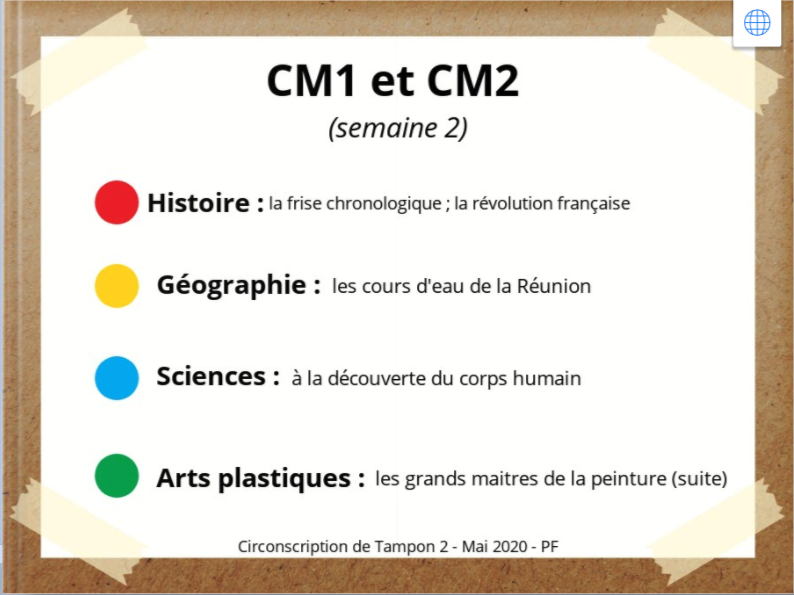 CM1 et CM2
(semaine 2)
Histoire : la frise chronologique ; la révolution française
Géographie : les cours d'eau de la Réunion
Sciences : à la découverte du corps humain
Arts plastiques : les grands maitres de la peinture (suite)
Circonscription de Tampon 2 - Mai 2020 - PF